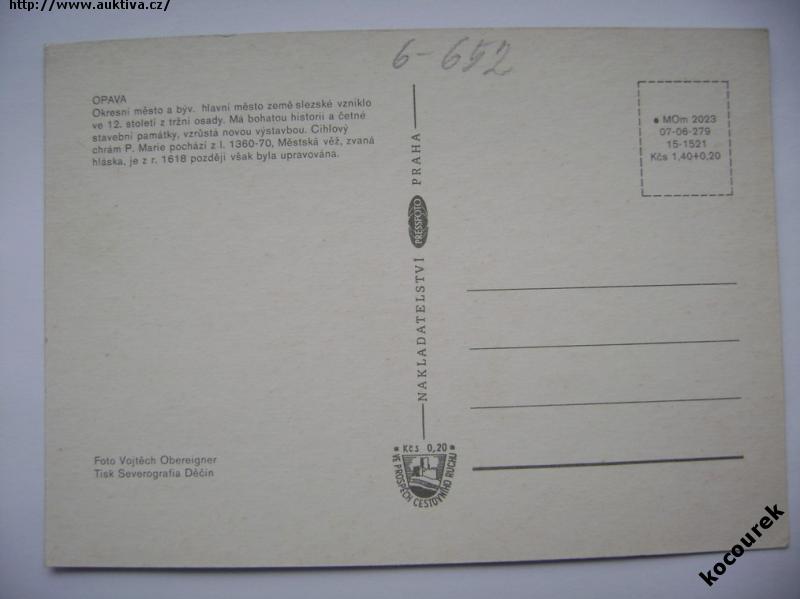 http://www.auktiva.cz/
6-652
OPAVA
Okresní město a býv. hlavní město země slezské vzniklo
ve 12. století z tržní osady. Má bohatou historii a četné
stavební památky, vzrůstá novou výstavbou. Cihlový
chrám P. Marie pochází z l. 1360-70, Městská věž, zvaná
hláska, je z r. 1618 později však byla upravována.
Foto Vojtěch Obereigner
Tisk Severografia Děčín
NAKLADATELSTVÍ PRESSFOTO PRAHA
Kčs 0,20
VE PROSPĚCH CESTOVNÍHO RUCHU
MOm 2023
07-06-279
15-1521
Kčs 1,40+0,20
kocourek